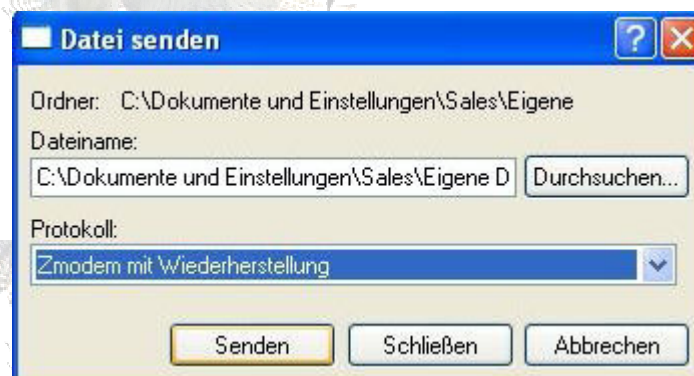 Datei senden
Ordner: C:\Dokumente und Einstellungen\Sales\Eigene
Dateiname:
C:\Dokumente und Einstellungen\Sales\Eigene D
Durchsuchen...
Protokoll:
Zmodem mit Wiederherstellung
Senden Schließen Abbrechen